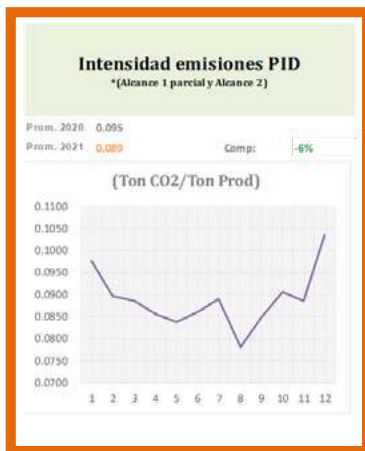 Intensidad emisiones PID
*(Alcance 1 parcial y Alcance 2)
Prom. 2020 0.095
Prom. 2021 0.089 Comp: -6%
(Ton CO2/Ton Prod)
0.1100
0.1050
0.1000
0.0950
0.0900
0.0850
0.0800
0.0750
0.0700
1 2 3 4 5 6 7 8 9 10 11 12